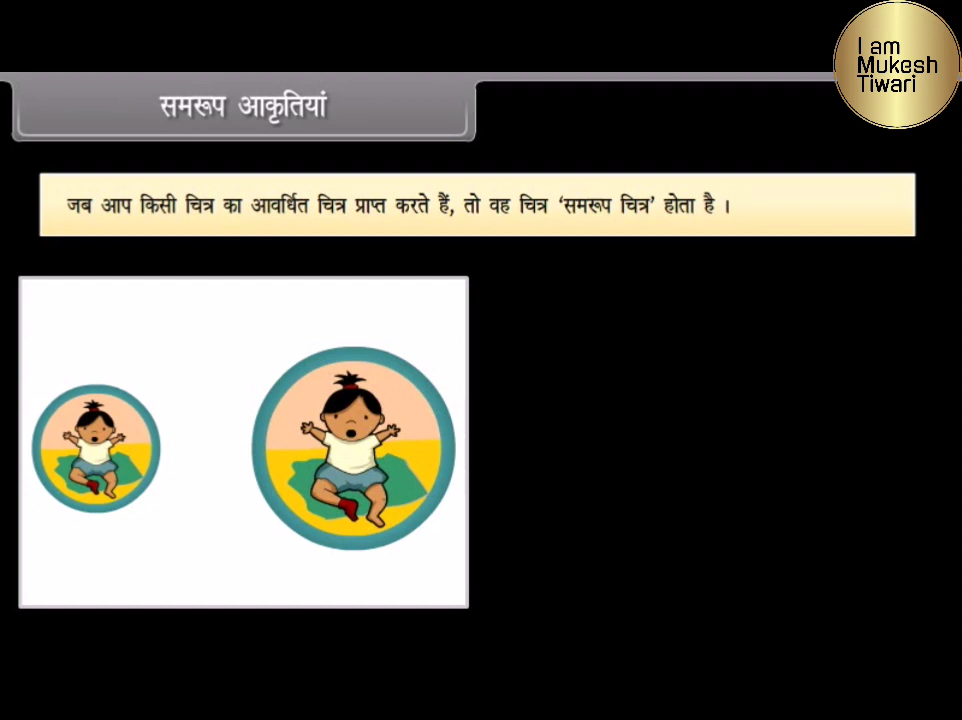 I am
Mukesh
Tiwari
समरूप आकृतियां
जब आप किसी चित्र का आवर्धित चित्र प्राप्त करते हैं, तो वह चित्र ‘समरूप चित्र’ होता है ।